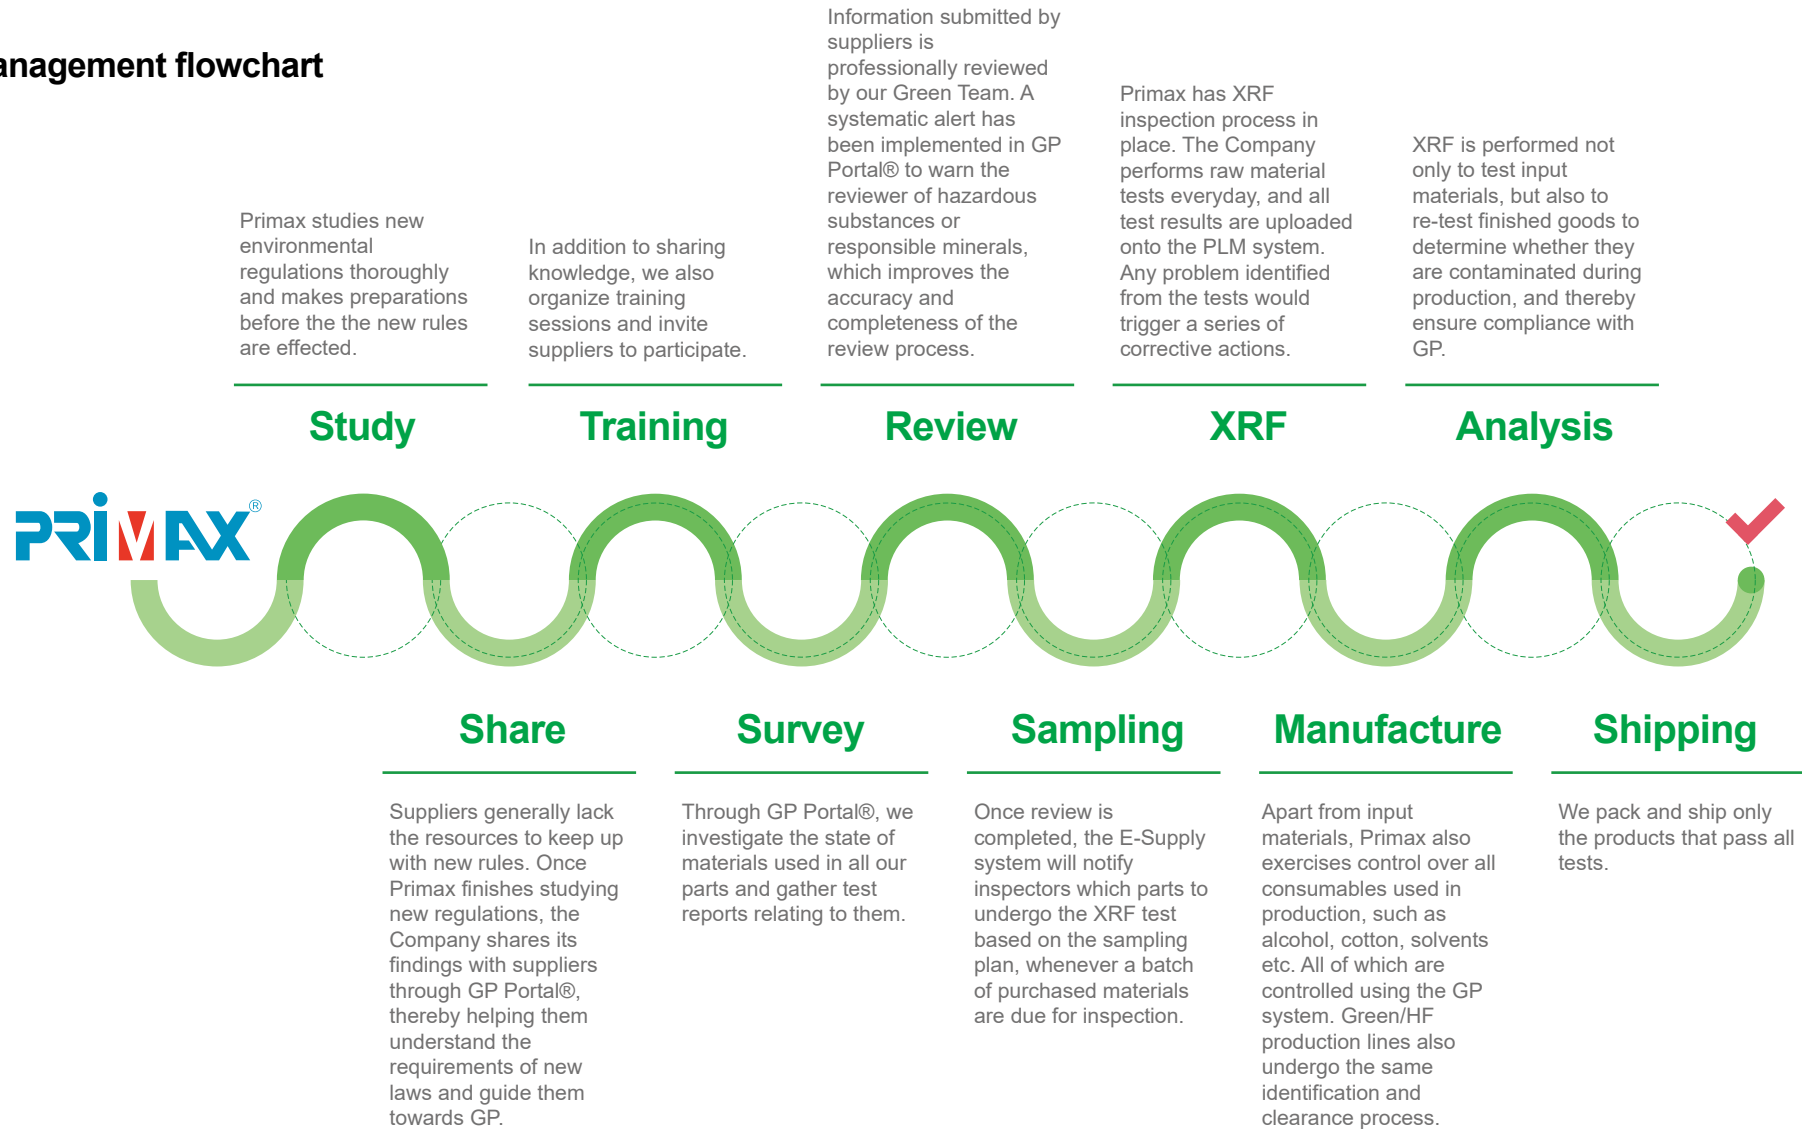 anagement flowchart
Primax studies new
environmental
regulations thoroughly
and makes preparations
before the the new rules
are effected.
In addition to sharing
knowledge, we also
organize training
sessions and invite
suppliers to participate.
Information submitted by
suppliers is
professionally reviewed
by our Green Team. A
systematic alert has
been implemented in GP
Portal® to warn the
reviewer of hazardous
substances or
responsible minerals,
which improves the
accuracy and
completeness of the
review process.
Primax has XRF
inspection process in
place. The Company
performs raw material
tests everyday, and all
test results are uploaded
onto the PLM system.
Any problem identified
from the tests would
trigger a series of
corrective actions.
XRF is performed not
only to test input
materials, but also to
re-test finished goods to
determine whether they
are contaminated during
production, and thereby
ensure compliance with
GP.
Study
Training
Review
XRF
Analysis
PRIMAX®
Share
Survey
Sampling
Manufacture
Shipping
Suppliers generally lack
the resources to keep up
with new rules. Once
Primax finishes studying
new regulations, the
Company shares its
findings with suppliers
through GP Portal®,
thereby helping them
understand the
requirements of new
laws and guide them
towards GP.
Through GP Portal®, we
investigate the state of
materials used in all our
parts and gather test
reports relating to them.
Once review is
completed, the E-Supply
system will notify
inspectors which parts to
undergo the XRF test
based on the sampling
plan, whenever a batch
of purchased materials
are due for inspection.
Apart from input
materials, Primax also
exercises control over all
consumables used in
production, such as
alcohol, cotton, solvents
etc. All of which are
controlled using the GP
system. Green/HF
production lines also
undergo the same
identification and
clearance process.
We pack and ship only
the products that pass all
tests.